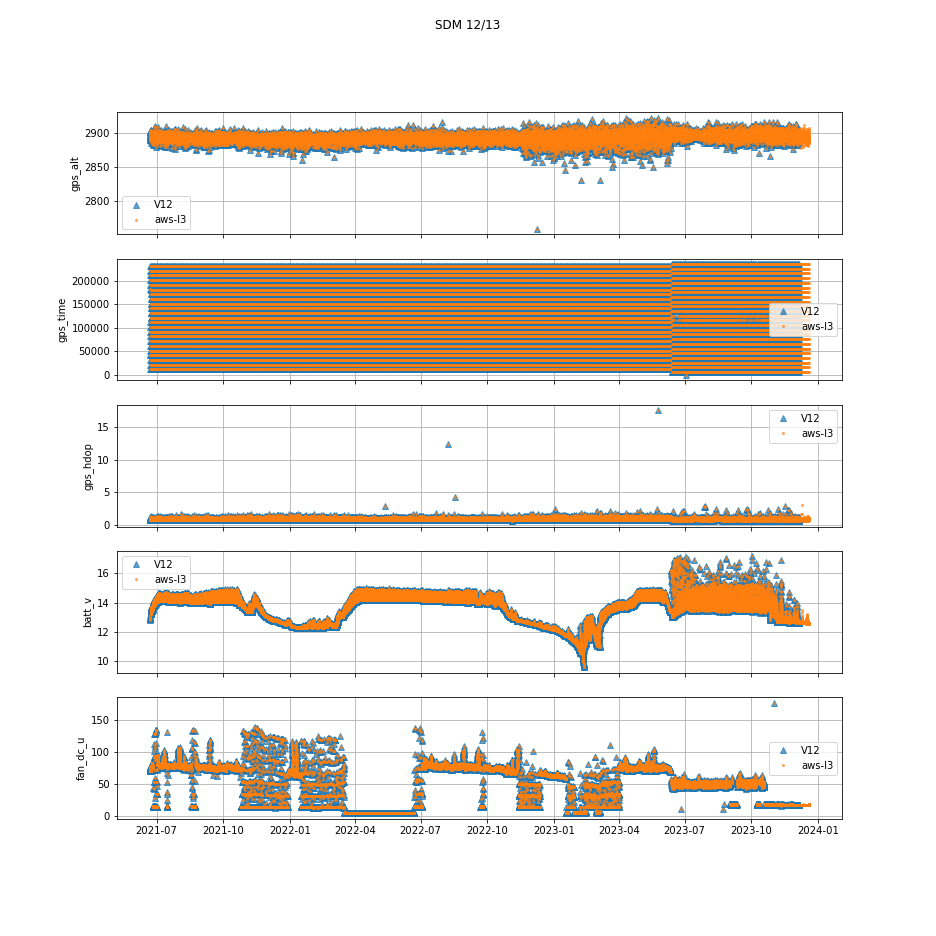 SDM 12/13
2900
2850
2800
gps_alt
V12
aws-l3
200000
150000
100000
50000
0
gps_time
V12
aws-l3
15
10
5
0
gps_hdop
V12
aws-l3
16
14
12
10
batt_v
V12
aws-l3
150
100
50
0
fan_dc_u
V12
aws-l3
2021-07 2021-10 2022-01 2022-04 2022-07 2022-10 2023-01 2023-04 2023-07 2023-10 2024-01